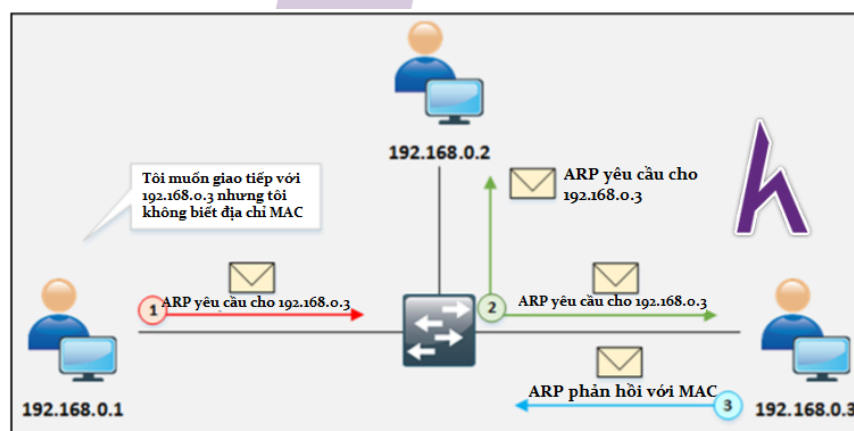 192.168.0.2
Tôi muốn giao tiếp với
192.168.0.3 nhưng tôi
không biết địa chỉ MAC
ARP yêu cầu cho
192.168.0.3
1
ARP yêu cầu cho 192.168.0.3
2
ARP yêu cầu cho 192.168.0.3
192.168.0.1
ARP phản hồi với MAC
3
192.168.0.3